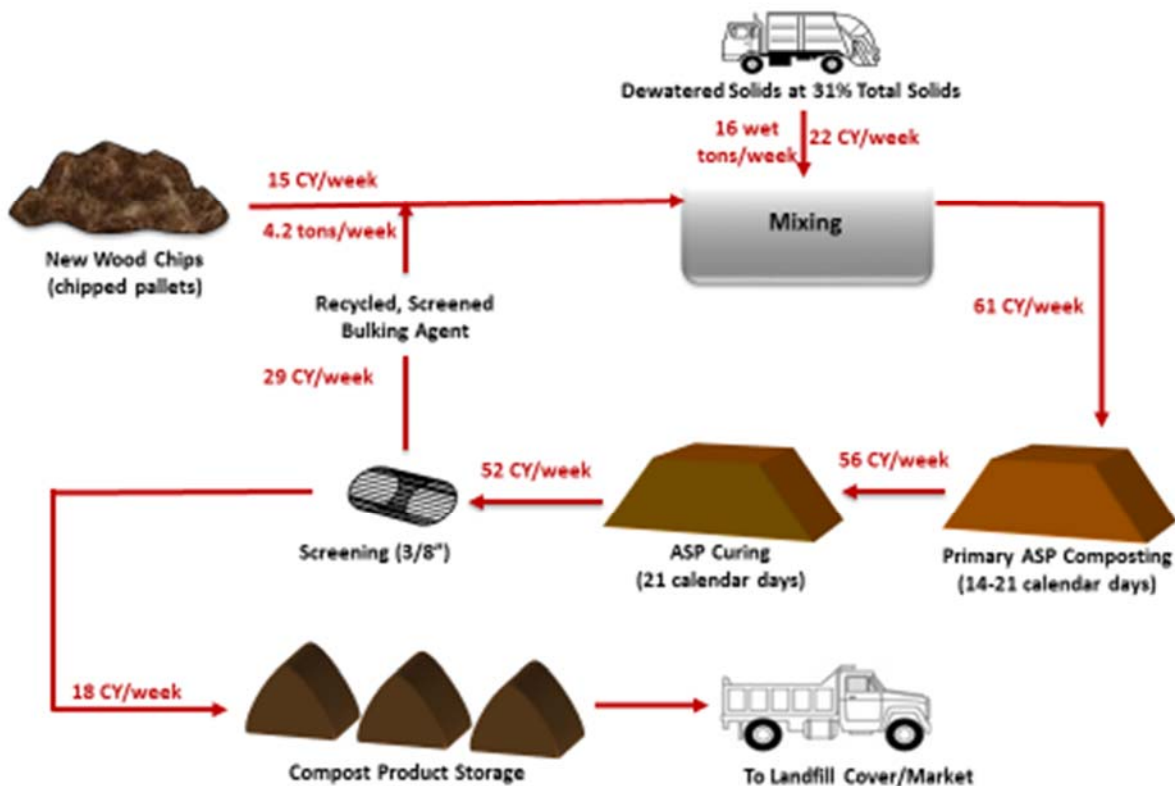 Dewatered Solids at 31% Total Solids
16 wet
tons/week
22 CY/week
15 CY/week
4.2 tons/week
New Wood Chips
(chipped pallets)
Mixing
Recycled, Screened
Bulking Agent
61 CY/week
29 CY/week
52 CY/week
56 CY/week
Screening (3/8")
ASP Curing
(21 calendar days)
Primary ASP Composting
(14-21 calendar days)
18 CY/week
Compost Product Storage
To Landfill Cover/Market